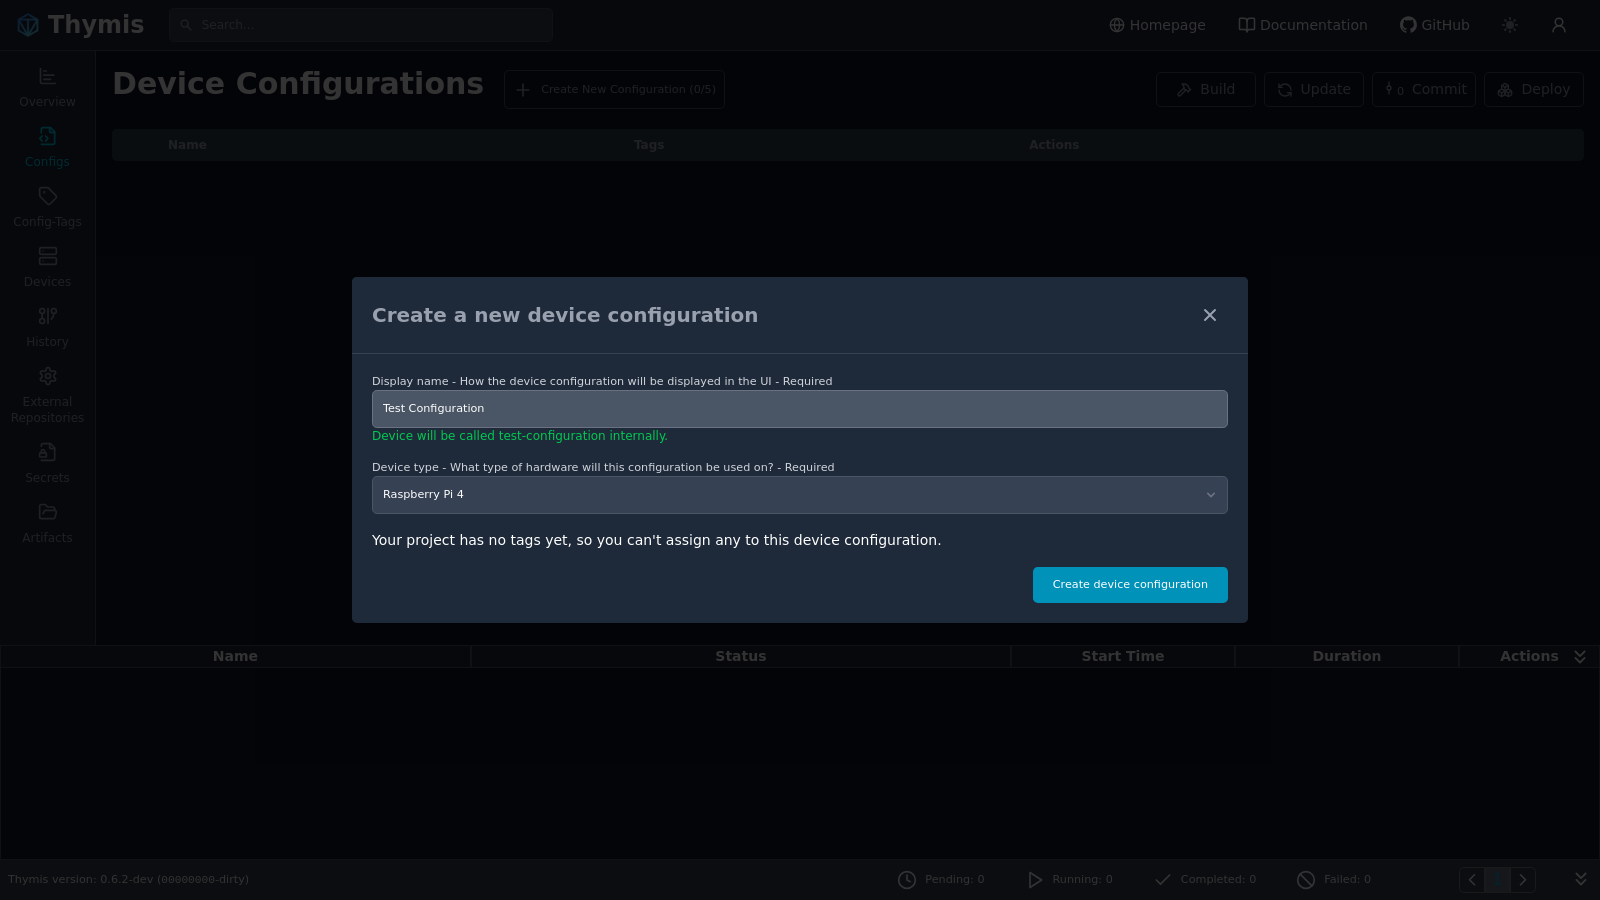 Thymis
Search...
Homepage
Documentation
GitHub
Overview
Configs
Config-Tags
Devices
History
External
Repositories
Secrets
Artifacts
Device Configurations
Create New Configuration (0/5)
Build
Update
0 Commit
Deploy
Name Tags Actions
Create a new device configuration
Display name - How the device configuration will be displayed in the UI - Required
Test Configuration
Device will be called test-configuration internally.
Device type - What type of hardware will this configuration be used on? - Required
Raspberry Pi 4
Your project has no tags yet, so you can't assign any to this device configuration.
Create device configuration
Name Status Start Time Duration Actions
Thymis version: 0.6.2-dev (00000000-dirty)
Pending: 0
Running: 0
Completed: 0
Failed: 0